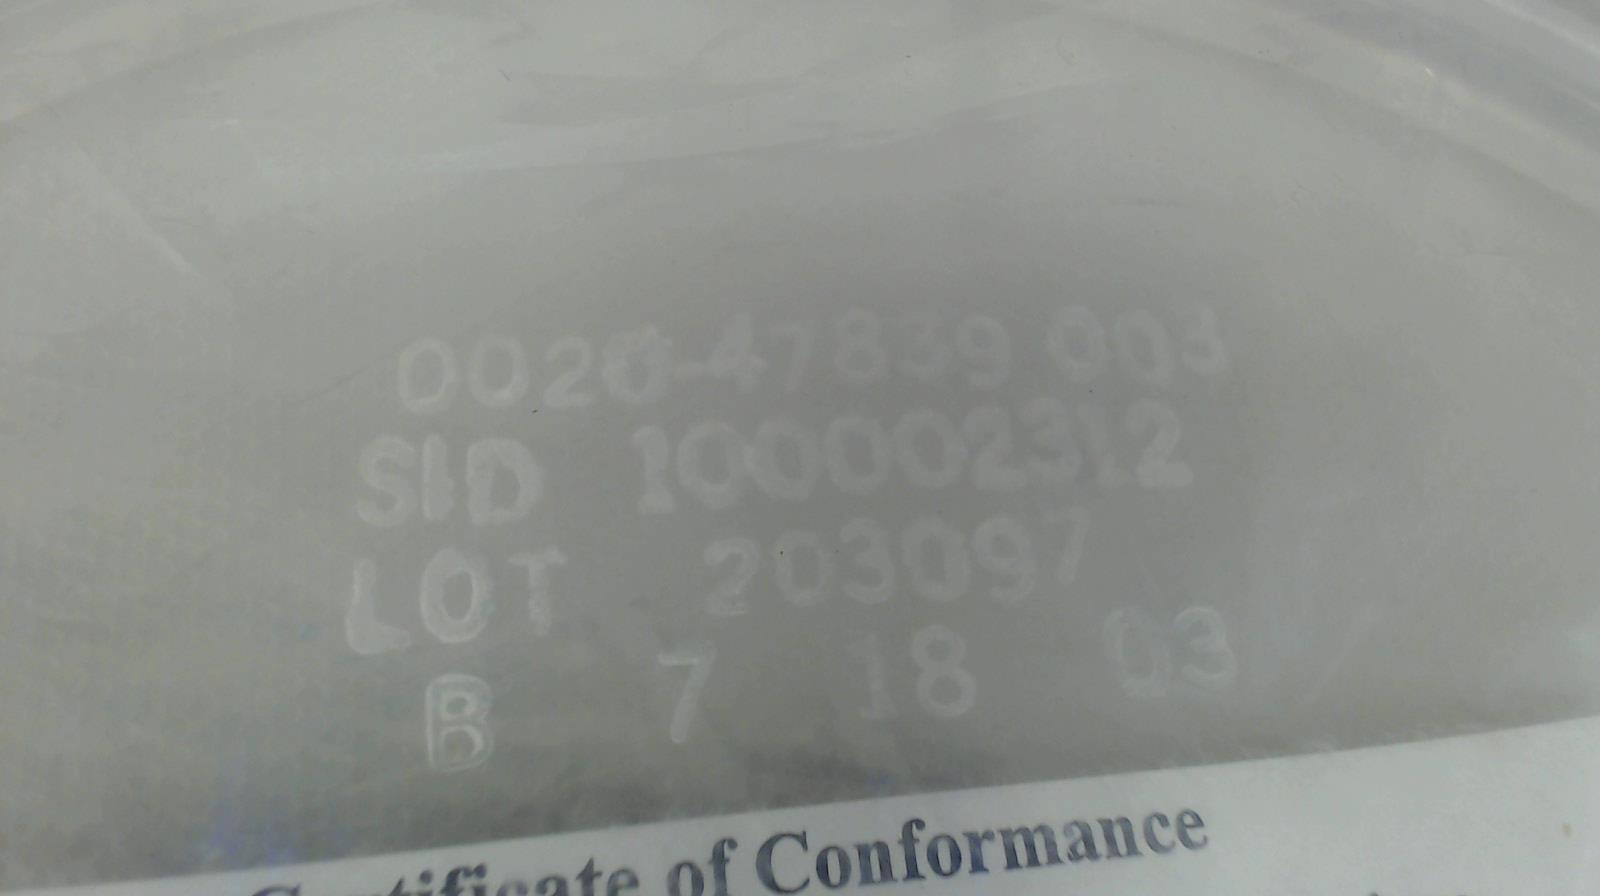 0020-47839 003
SID 100002312
LOT 203097
B 7 18 03
Certificate of Conformance